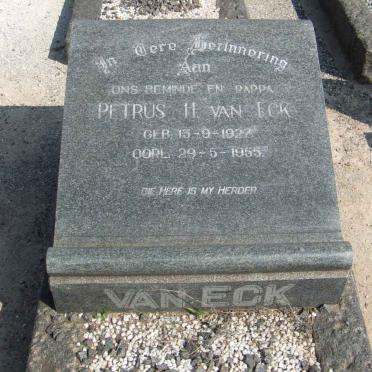 In Tere Herinnering
Aan
ONS BEMINDE EN PAPPA
PETRUS H. VAN ECK
GEB. 15-9-1927
OORL. 29-5-1955.
DIE HERE IS MY HERDER
VAN ECK